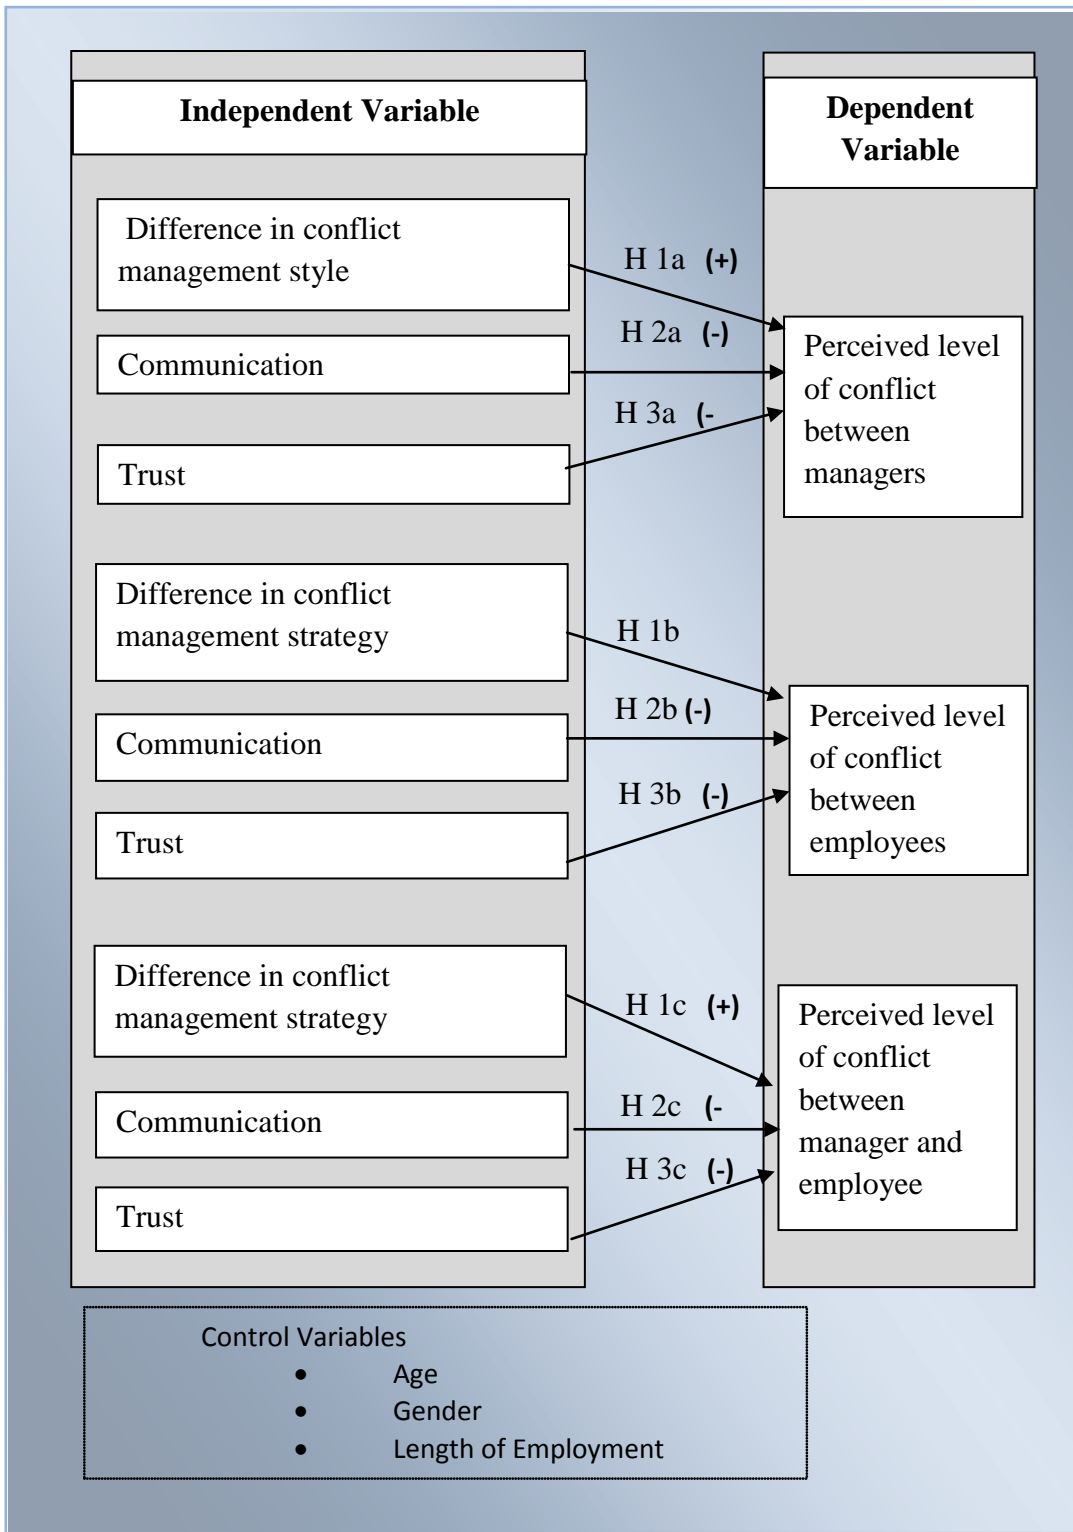 Independent Variable
Dependent
Variable
Difference in conflict
management style
H 1a (+)
Communication
H 2a (-)
Trust
H 3a (-
Perceived level
of conflict
between
managers
Difference in conflict
management strategy
H 1b
Communication
H 2b (-)
Trust
H 3b (-)
Perceived level
of conflict
between
employees
Difference in conflict
management strategy
H 1c (+)
Communication
H 2c (-
Trust
H 3c (-)
Perceived level
of conflict
between
manager and
employee
Control Variables
• Age
• Gender
• Length of Employment